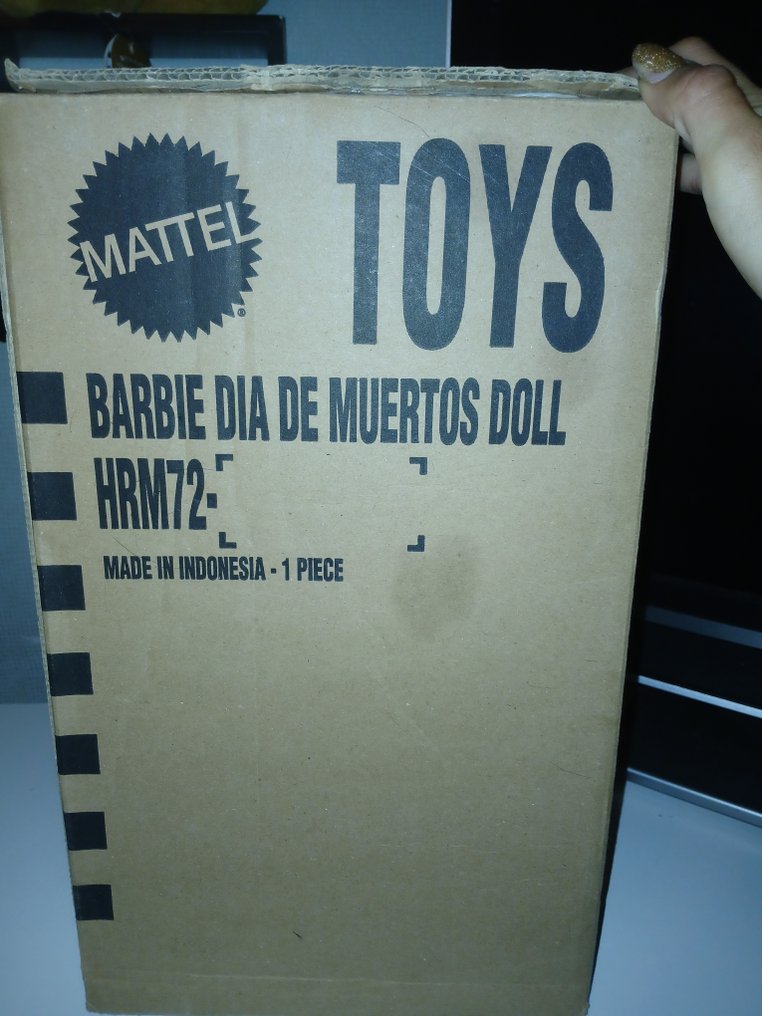 MATTEL®
TOYS
BARBIE DIA DE MUERTOS DOLL
HRM72-
MADE IN INDONESIA - 1 PIECE